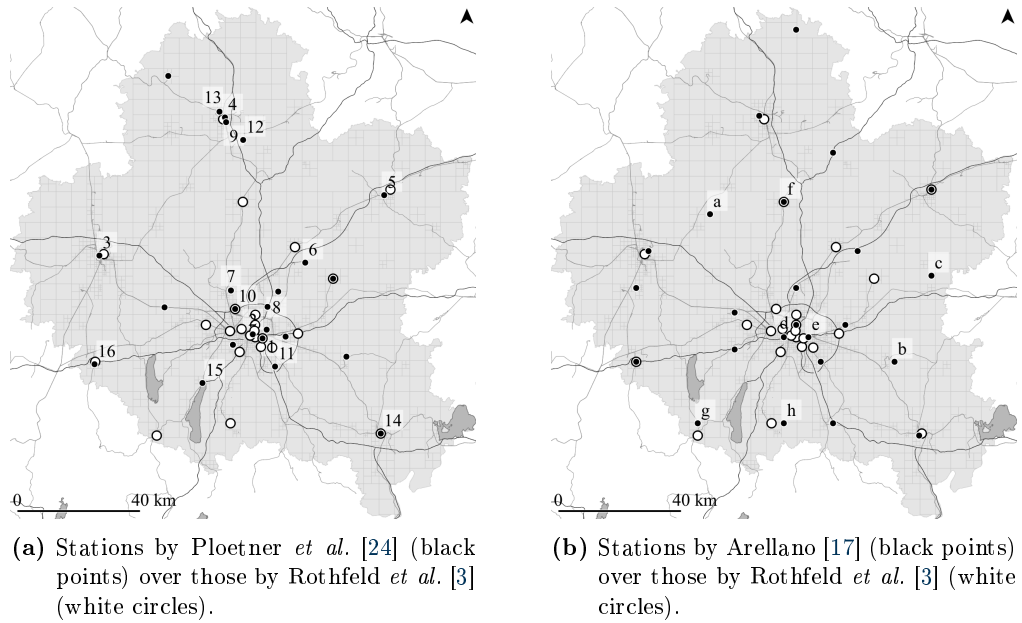 13
4
9
12
5
3
6
7
10
8
2
1
11
16
15
14
0
40 km
a
f
c
d
e
b
g
h
0
40 km
(a) Stations by Ploetner et al. [24] (black
points) over those by Rothfeld et al. [3]
(white circles).
(b) Stations by Arellano [17] (black points)
over those by Rothfeld et al. [3] (white
circles).